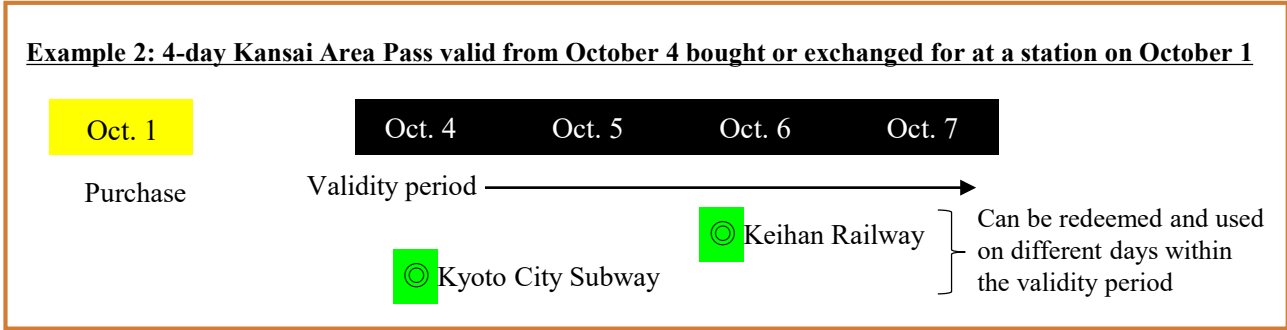 Example 2: 4-day Kansai Area Pass valid from October 4 bought or exchanged for at a station on October 1
Oct. 1
Oct. 4 Oct. 5 Oct. 6 Oct. 7
Purchase
Validity period
◎ Keihan Railway
◎ Kyoto City Subway
Can be redeemed and used
on different days within
the validity period